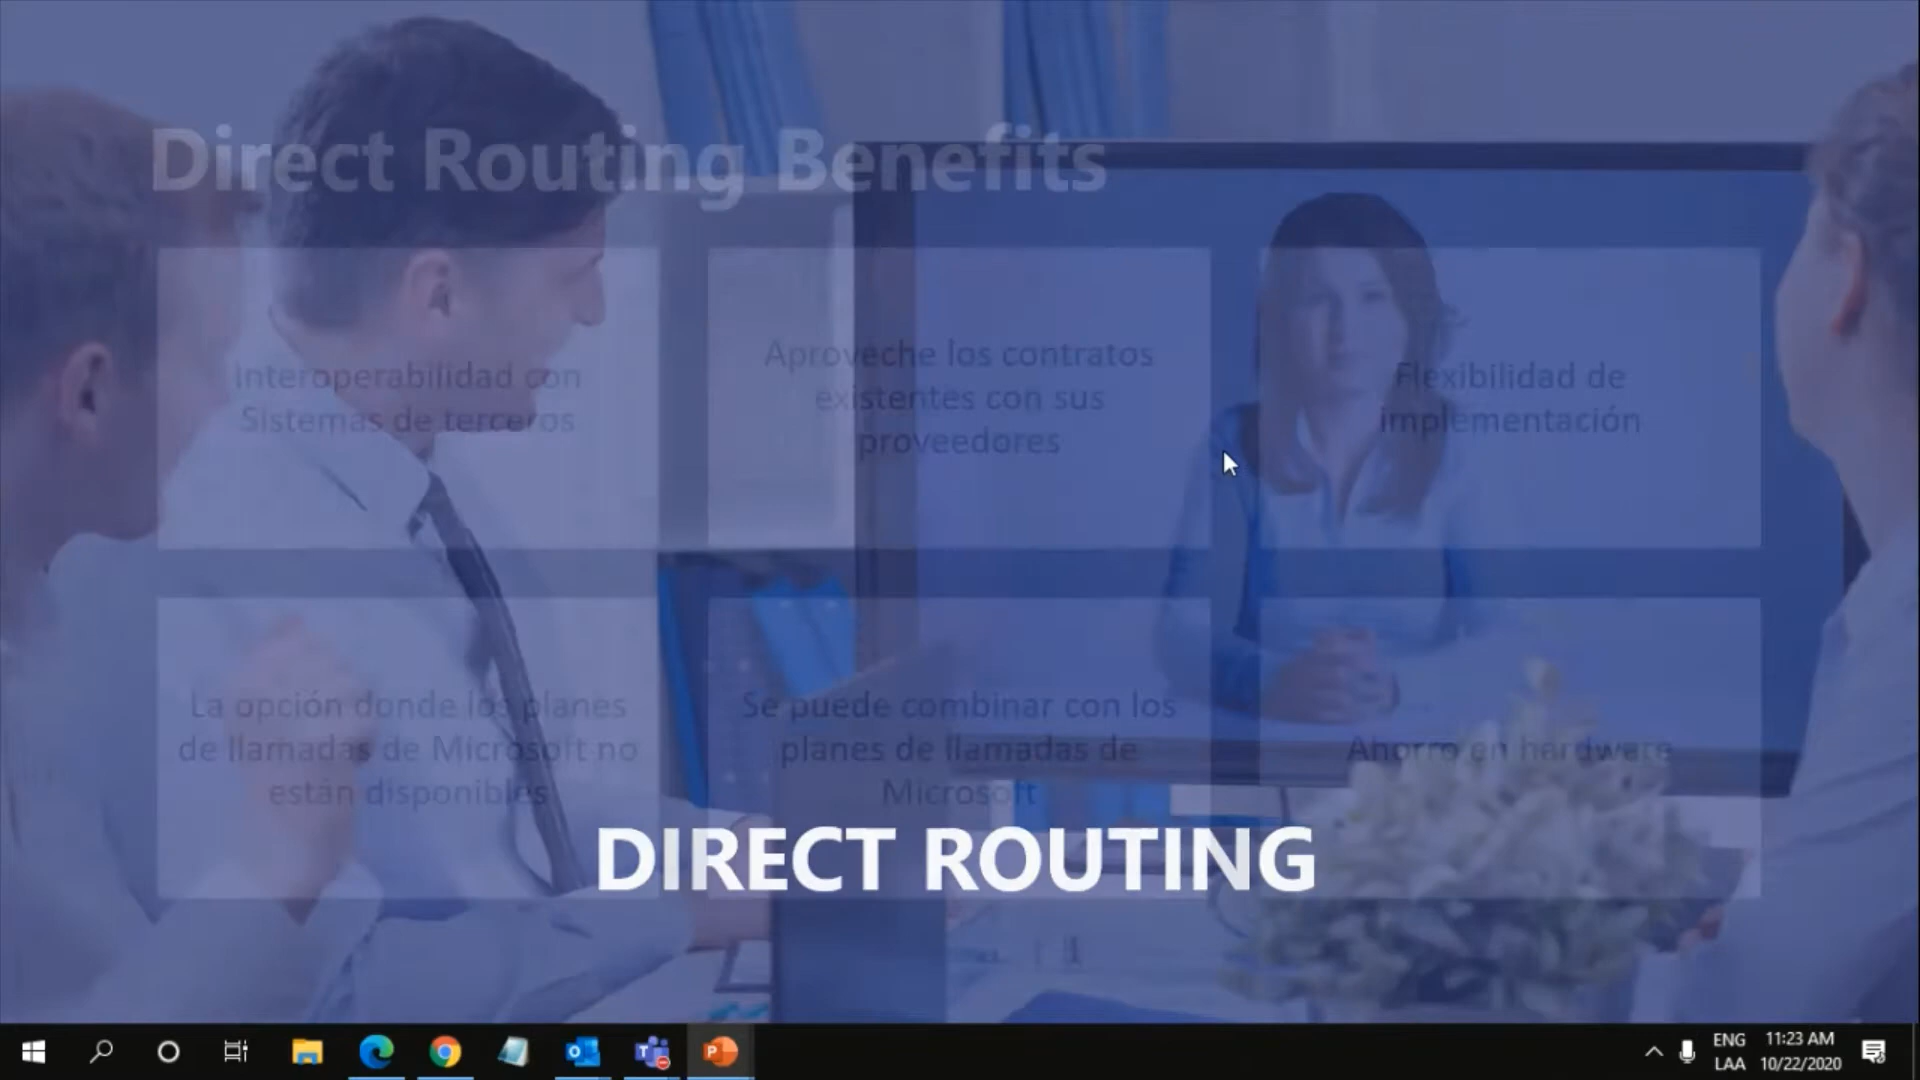 Direct Routing Benefits
Interoperabilidad con
Sistemas de terceros
Aproveche los contratos
existentes con sus
proveedores
Flexibilidad de
implementación
La opción donde los planes
de llamadas de Microsoft no
están disponibles
Se puede combinar con los
planes de llamadas de
Microsoft
Ahorro en hardware
DIRECT ROUTING
ENG
LAA
11:23 AM
10/22/2020